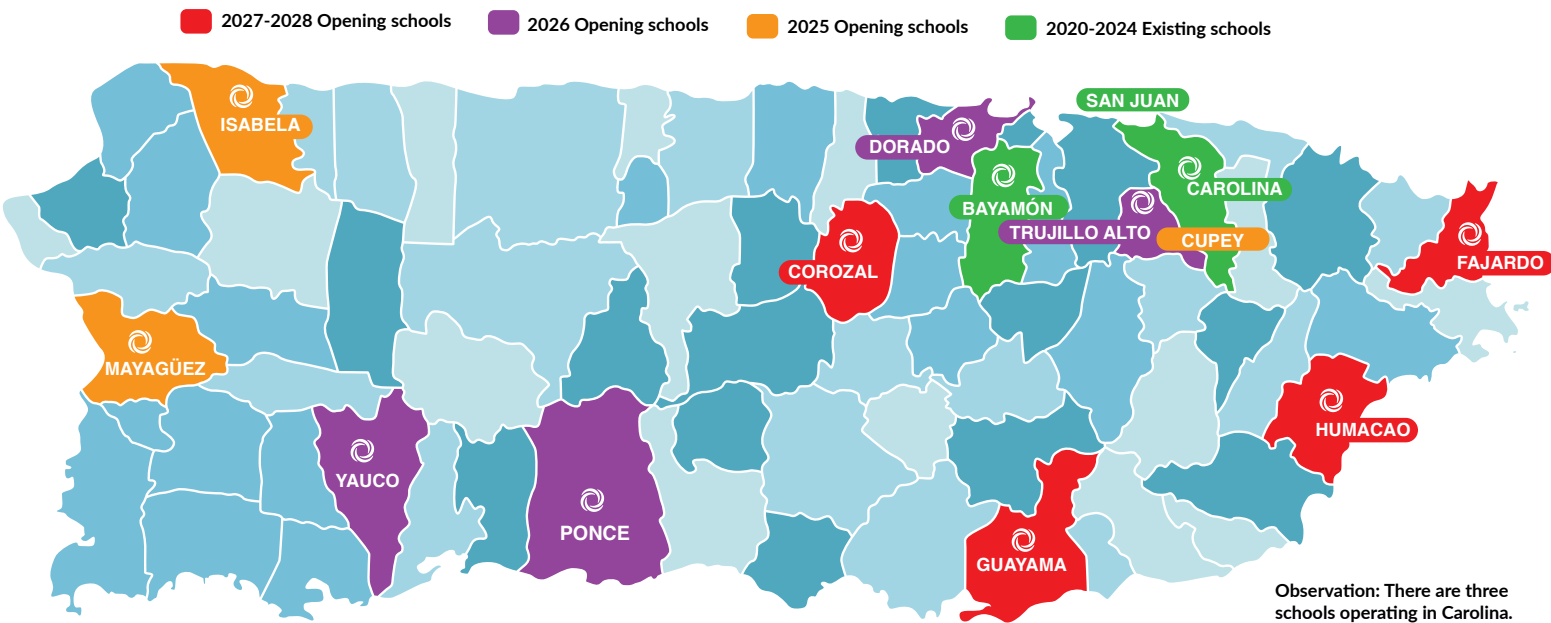 2027-2028 Opening schools
2026 Opening schools
2025 Opening schools
2020-2024 Existing schools
SAN JUAN
ISABELA
DORADO
CAROLINA
BAYAMÓN
TRUJILLO ALTO
CUPEY
COROZAL
FAJARDO
MAYAGÜEZ
HUMACAO
YAUCO
PONCE
GUAYAMA
Observation: There are three
schools operating in Carolina.